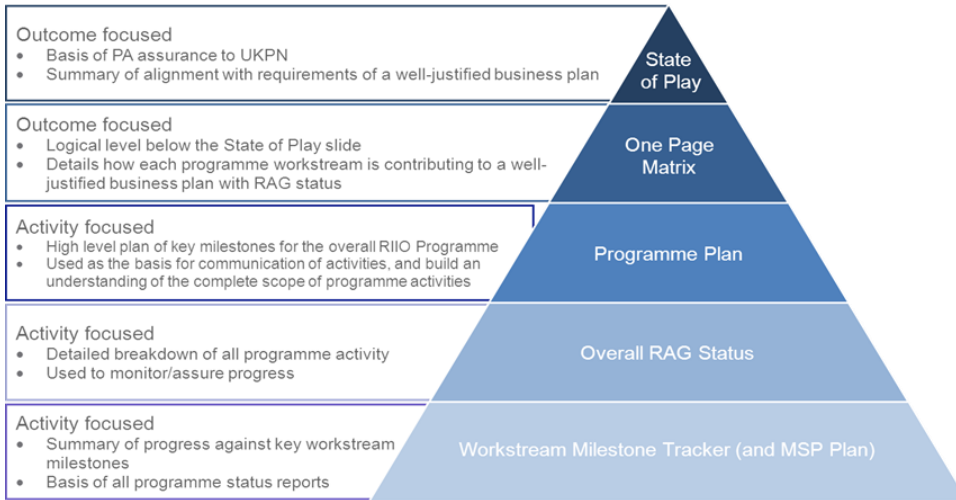 Outcome focused
• Basis of PA assurance to UKPN
• Summary of alignment with requirements of a well-justified business plan
State
of Play
Outcome focused
• Logical level below the State of Play slide
• Details how each programme workstream is contributing to a well-
justified business plan with RAG status
One Page
Matrix
Activity focused
• High level plan of key milestones for the overall RIIO Programme
• Used as the basis for communication of activities, and build an
understanding of the complete scope of programme activities
Programme Plan
Activity focused
• Detailed breakdown of all programme activity
• Used to monitor/assure progress
Overall RAG Status
Activity focused
• Summary of progress against key workstream
milestones
• Basis of all programme status reports
Workstream Milestone Tracker (and MSP Plan)